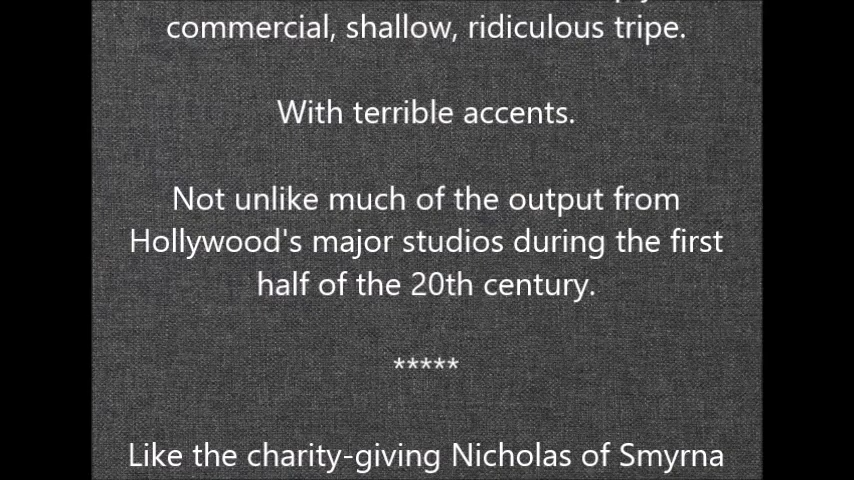 commercial, shallow, ridiculous tripe.
With terrible accents.
Not unlike much of the output from
Hollywood's major studios during the first
half of the 20th century.
*****
Like the charity-giving Nicholas of Smyrna